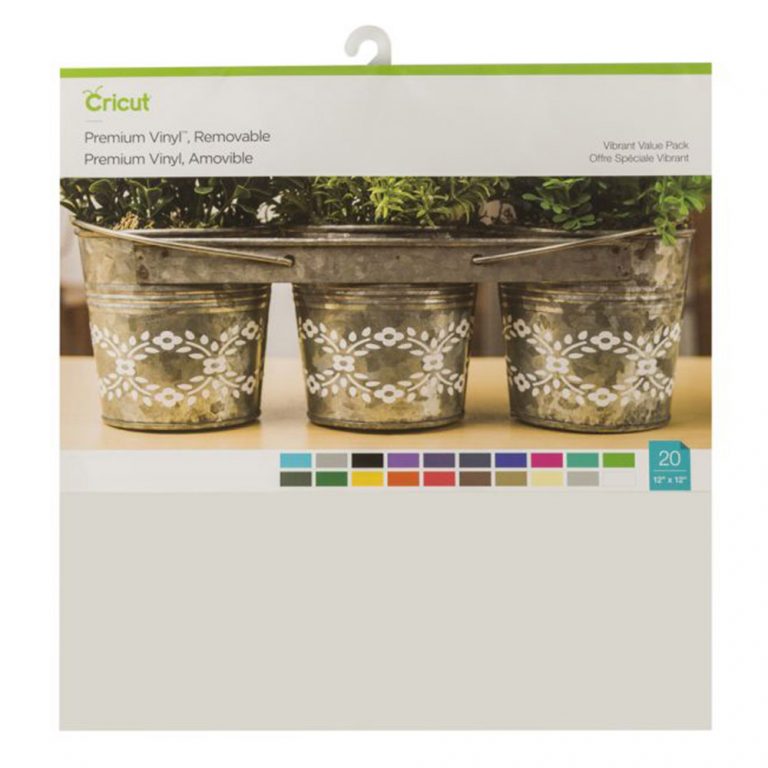 Cricut
Premium Vinyl™, Removable
Premium Vinyl, Amovible
Vibrant Value Pack
Offre Spéciale Vibrant
20
12" x 12"